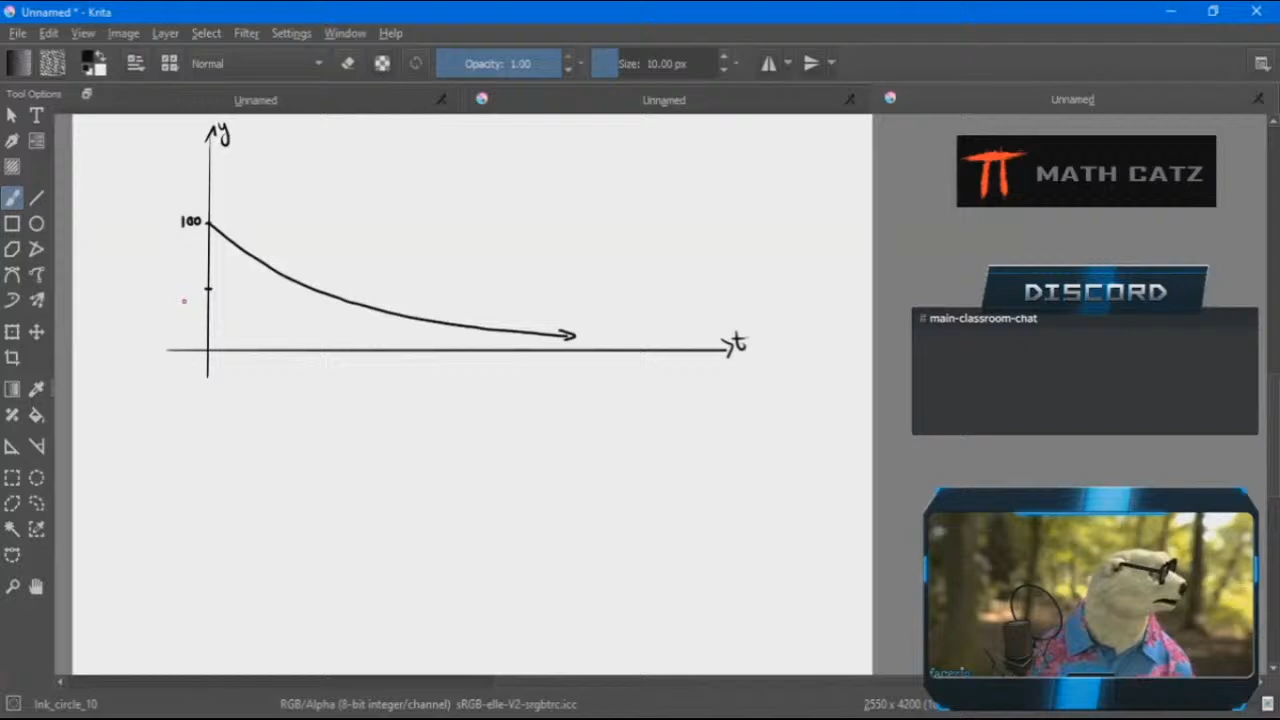 Unnamed * - Krita
File Edit View Image Layer Select Filter Settings Window Help
Normal Opacity: 1.00 Size: 10.00 px
Tool Options
Unnamed Unnamed Unnamed
y
100
t
MATH CATZ
DISCORD
# main-classroom-chat
facerig
Ink_circle_10 RGB/Alpha (8-bit integer/channel) sRGB-elle-V2-srgbtrc.icc 2550 x 4200